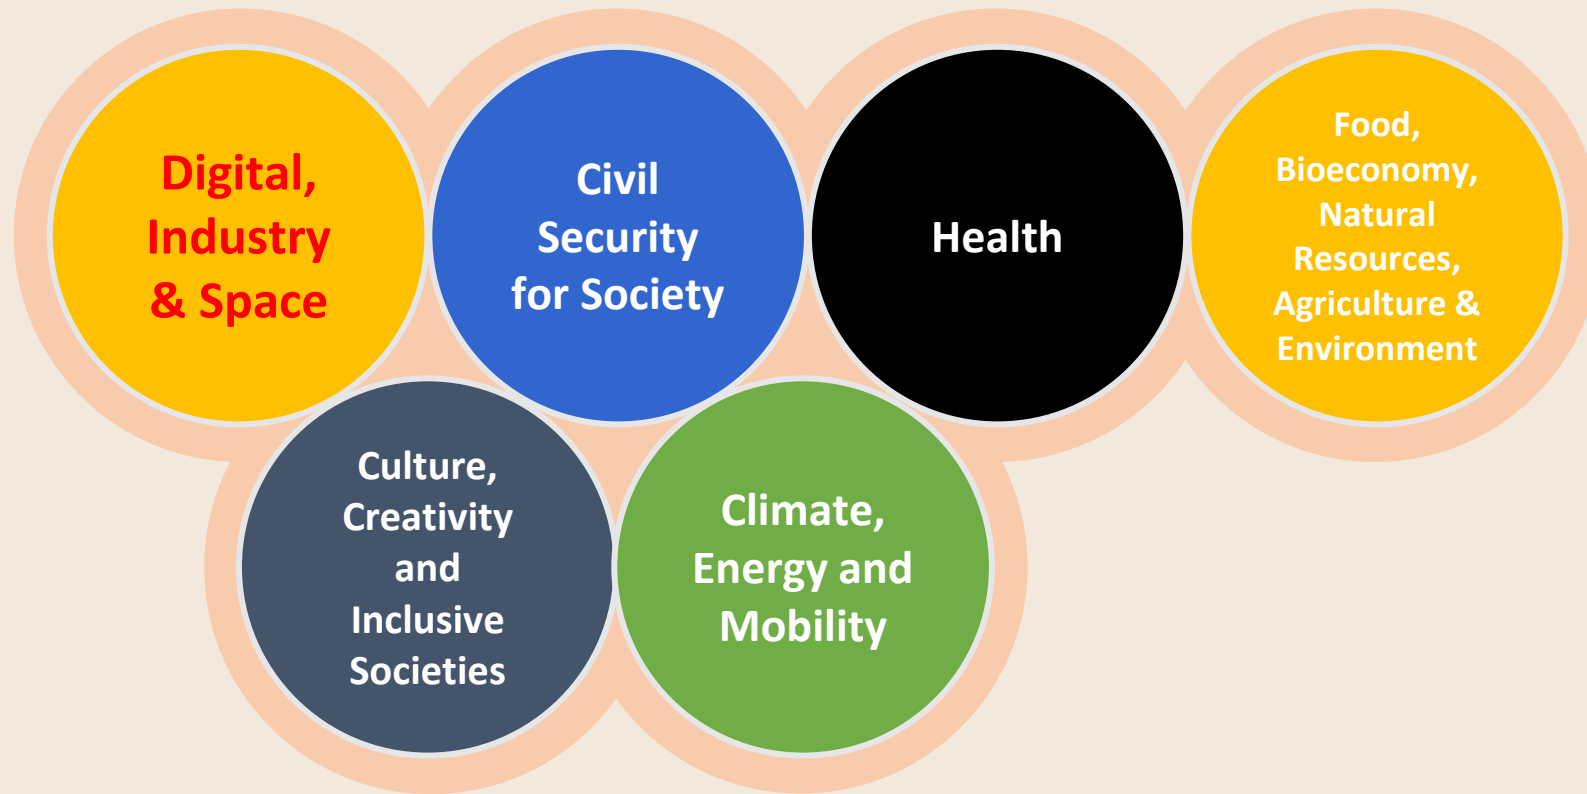 Digital,
Industry
& Space
Civil
Security
for Society
Health
Food,
Bioeconomy,
Natural
Resources,
Agriculture &
Environment
Culture,
Creativity
and
Inclusive
Societies
Climate,
Energy and
Mobility